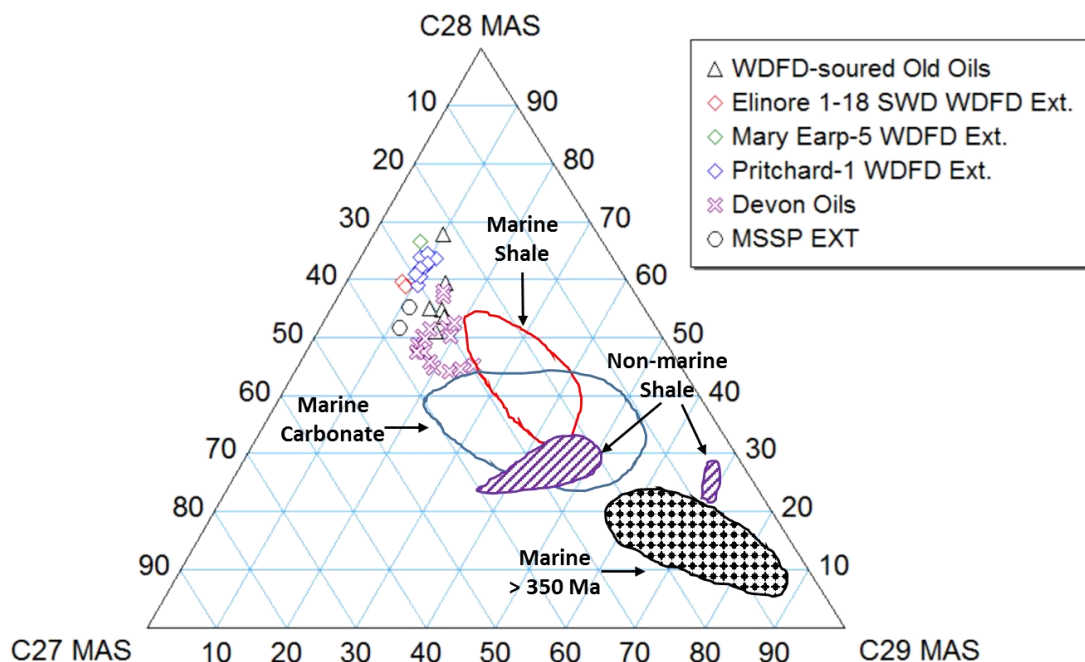 C28 MAS
WDFD-soured Old Oils
Elinore 1-18 SWD WDFD Ext.
Mary Earp-5 WDFD Ext.
Pritchard-1 WDFD Ext.
Devon Oils
MSSP EXT
10 90
20 80
30 70
Marine
Shale
40 60
50 50
Non-marine
Shale
60 40
Marine
Carbonate
70 30
80 20
90 10
Marine
> 350 Ma
C27 MAS
10 20 30 40 50 60 70 80 90
C29 MAS